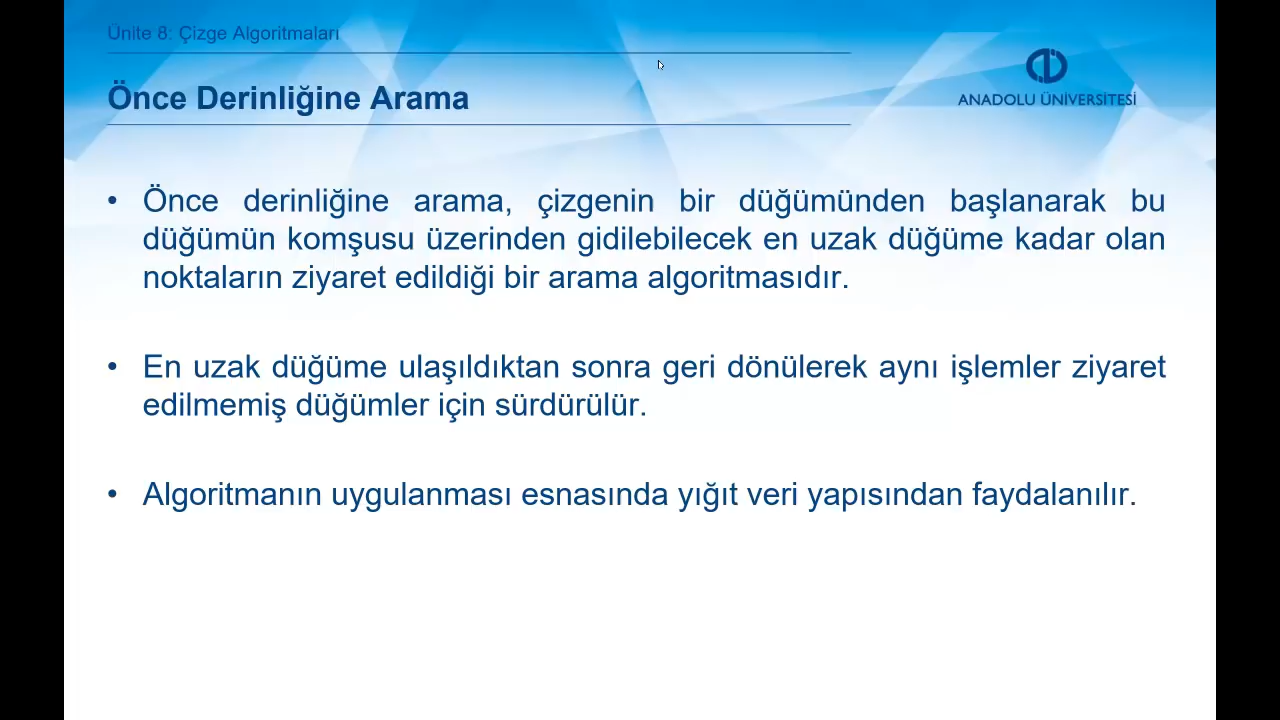 Ünite 8: Çizge Algoritmaları
Önce Derinliğine Arama
ANADOLU ÜNİVERSİTESİ
• Önce derinliğine arama, çizgenin bir düğümünden başlanarak bu
düğümün komşusu üzerinden gidilebilecek en uzak düğüme kadar olan
noktaların ziyaret edildiği bir arama algoritmasıdır.
• En uzak düğüme ulaşıldıktan sonra geri dönülerek aynı işlemler ziyaret
edilmemiş düğümler için sürdürülür.
• Algoritmanın uygulanması esnasında yığıt veri yapısından faydalanılır.